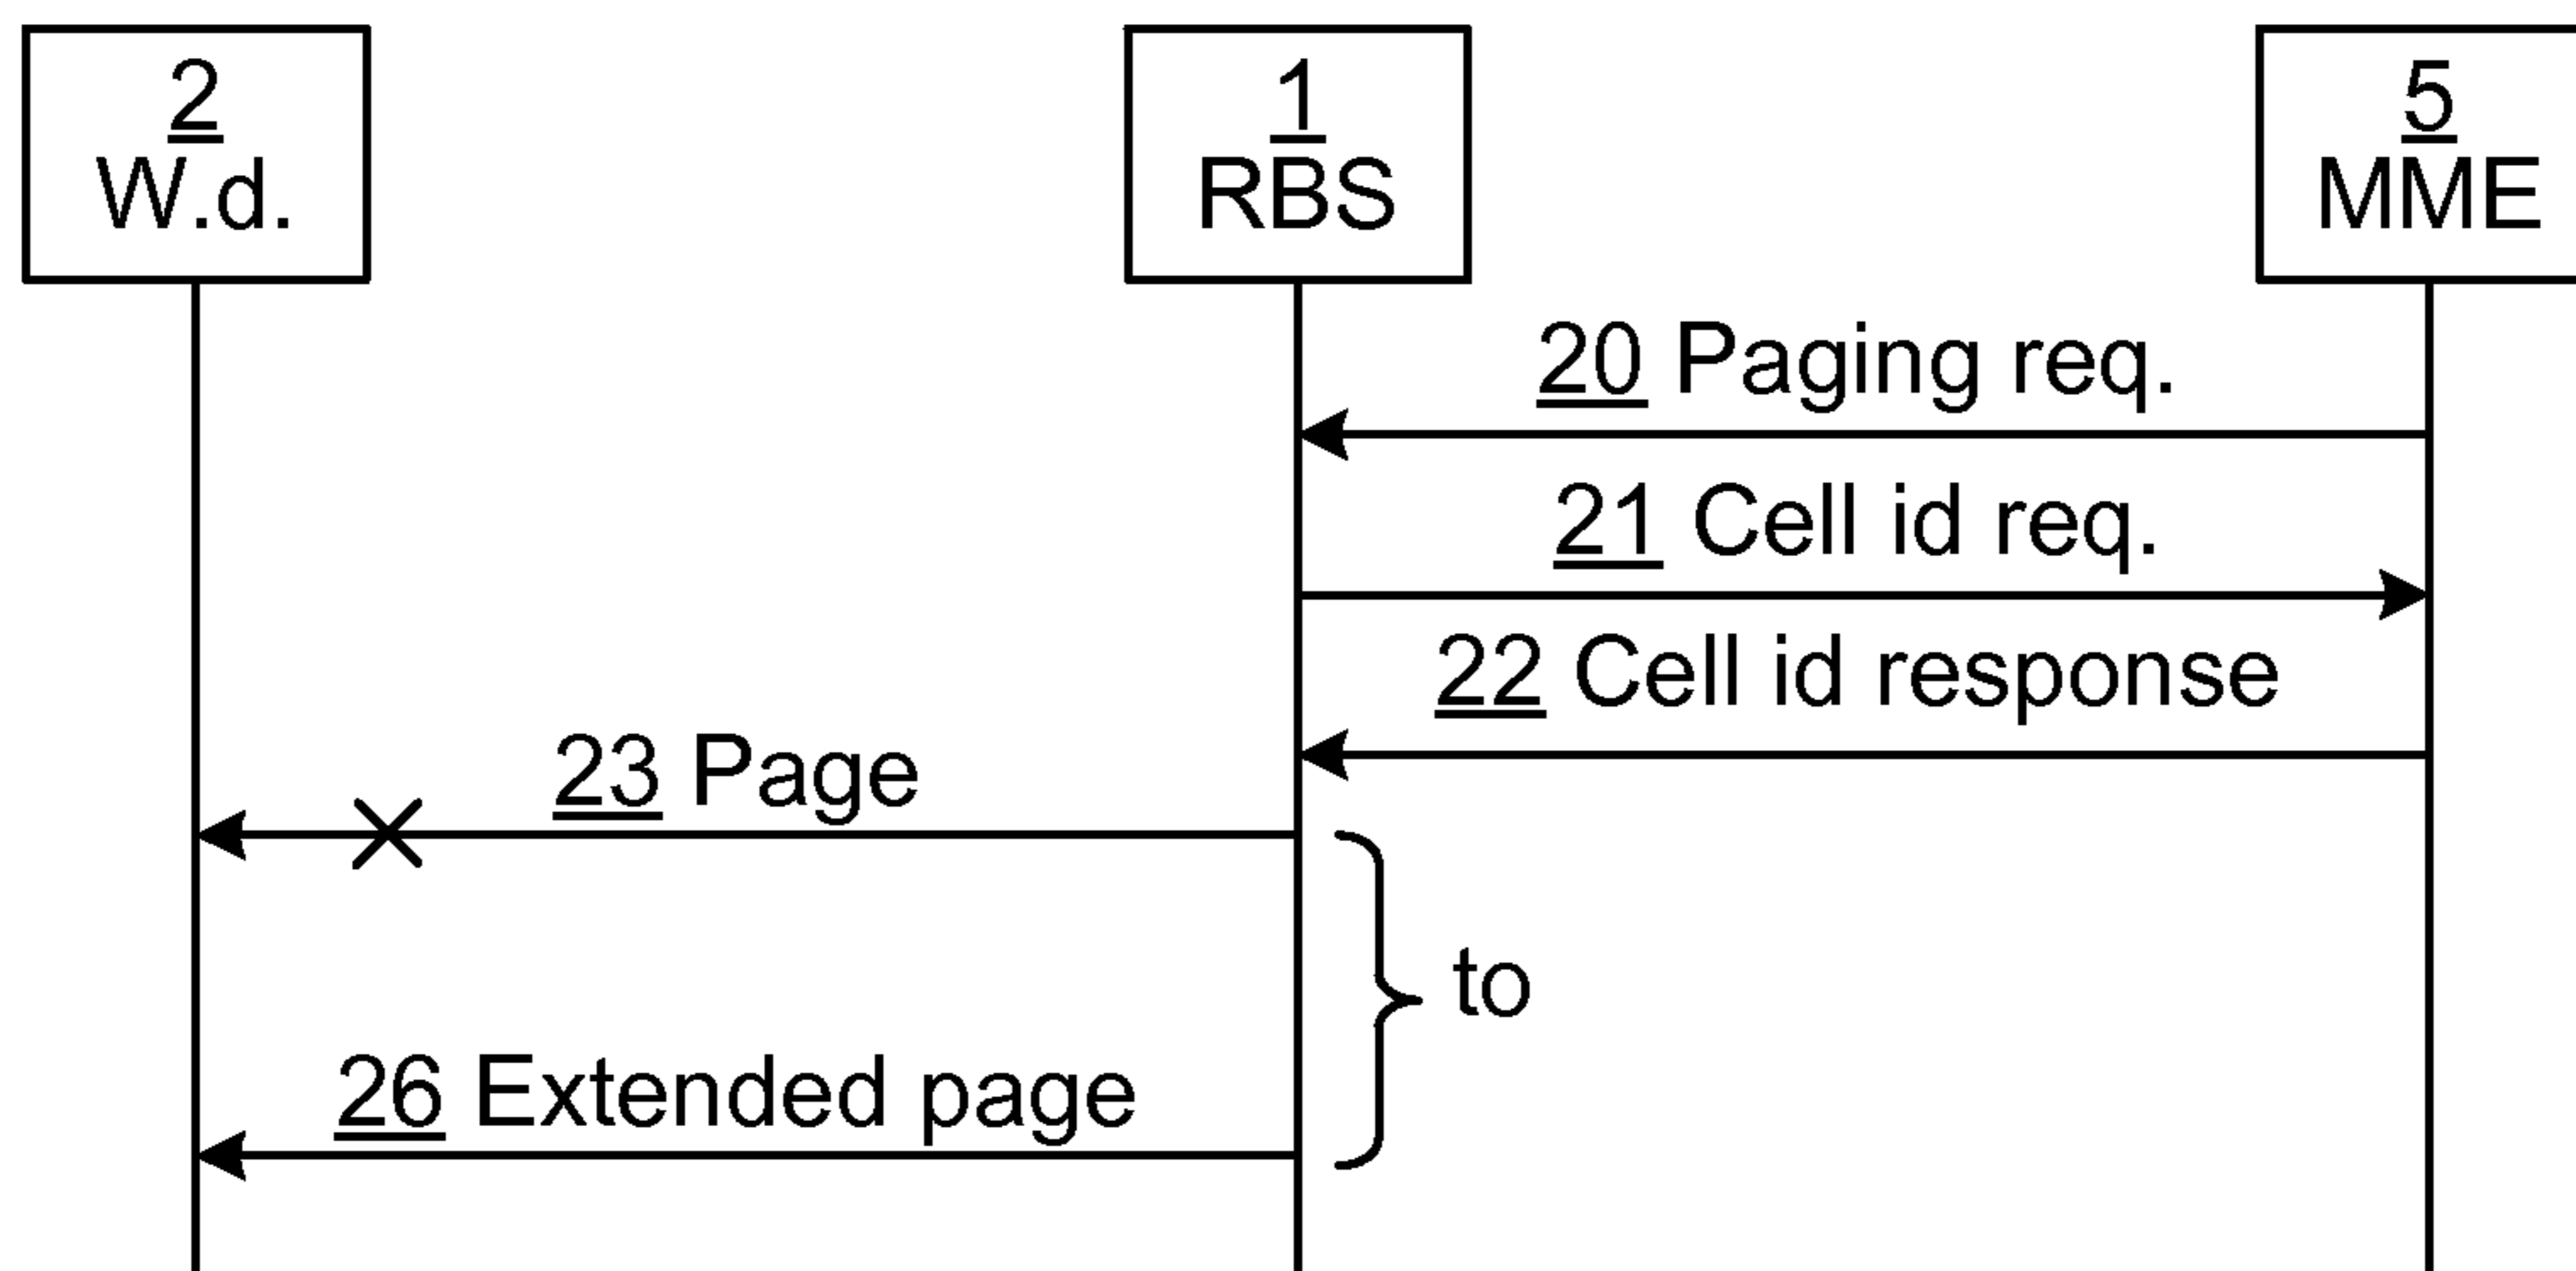 2
W.d.
1
RBS
5
MME
20 Paging req.
21 Cell id req.
22 Cell id response
23 Page
to
26 Extended page